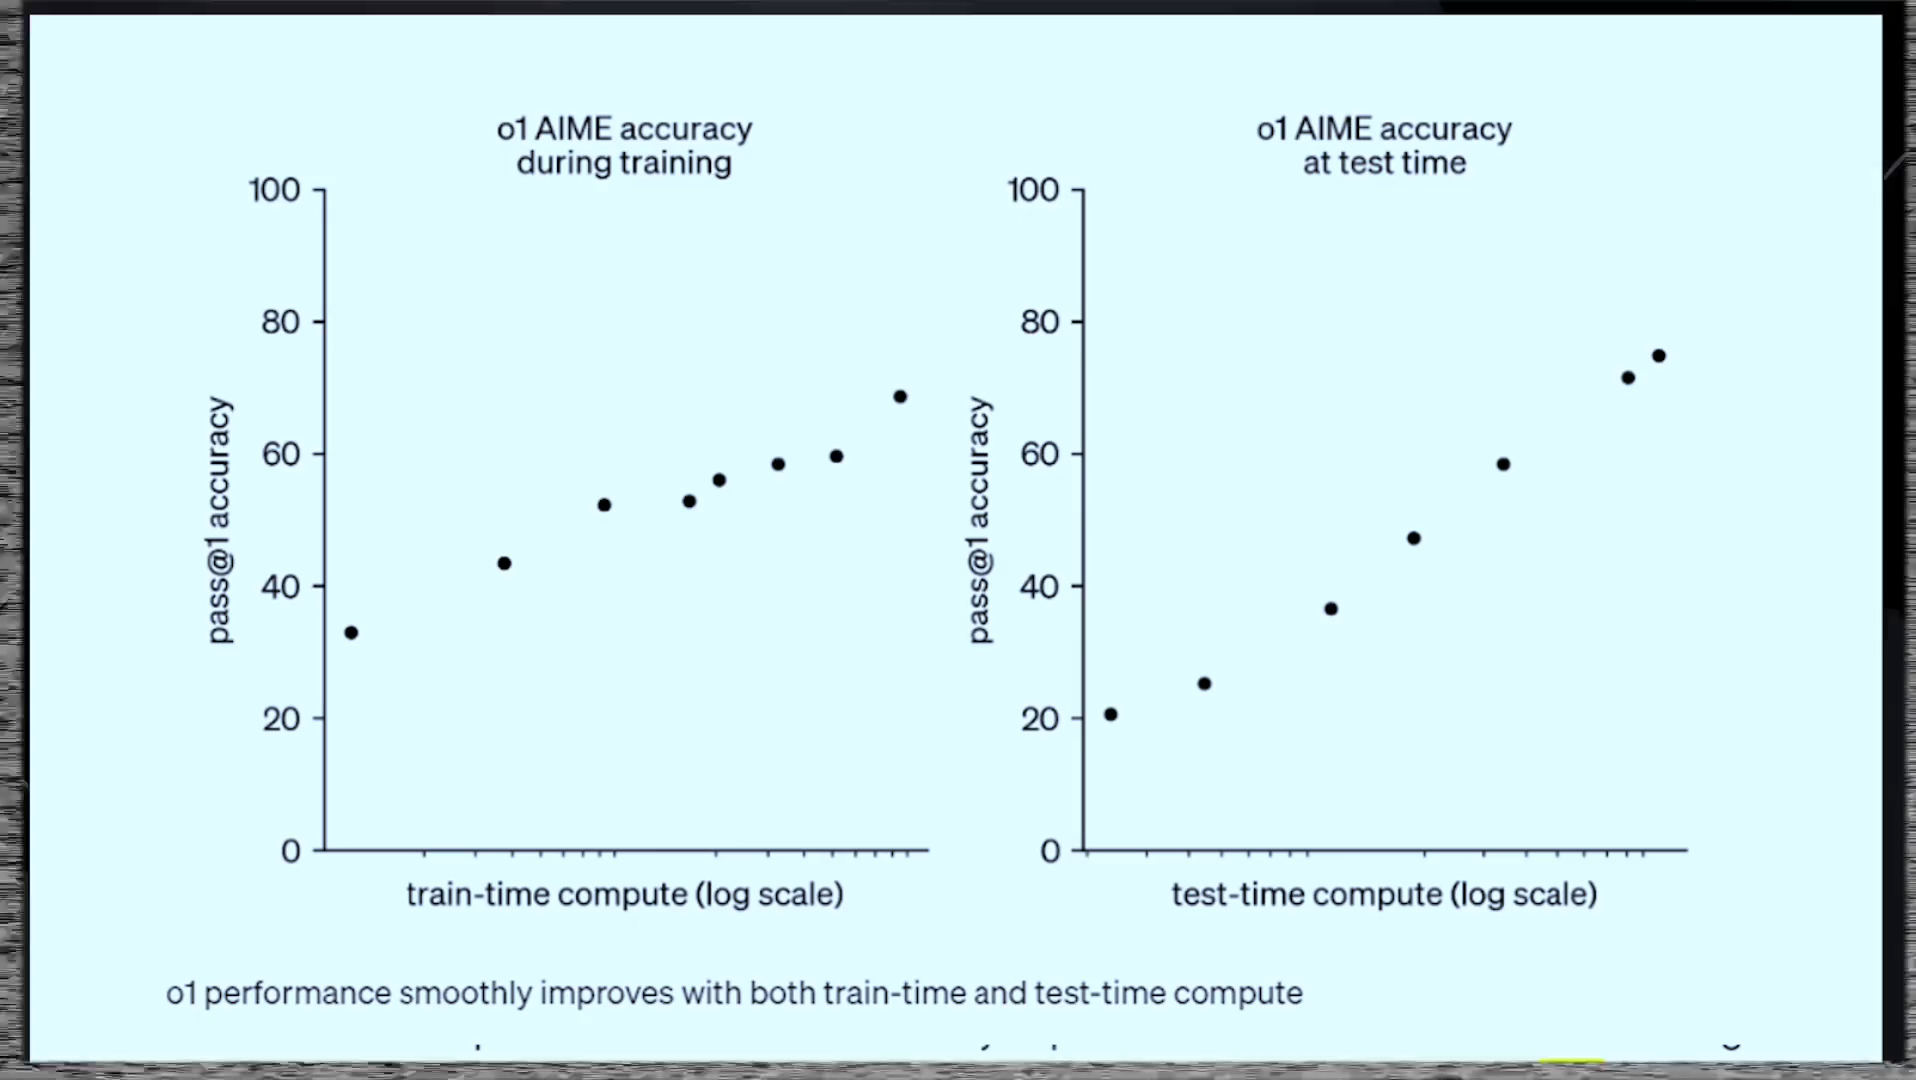 o1 AIME accuracy
during training
100
80
60
40
20
0
pass@1 accuracy
train-time compute (log scale)
o1 AIME accuracy
at test time
100
80
60
40
20
0
pass@1 accuracy
test-time compute (log scale)
o1 performance smoothly improves with both train-time and test-time compute